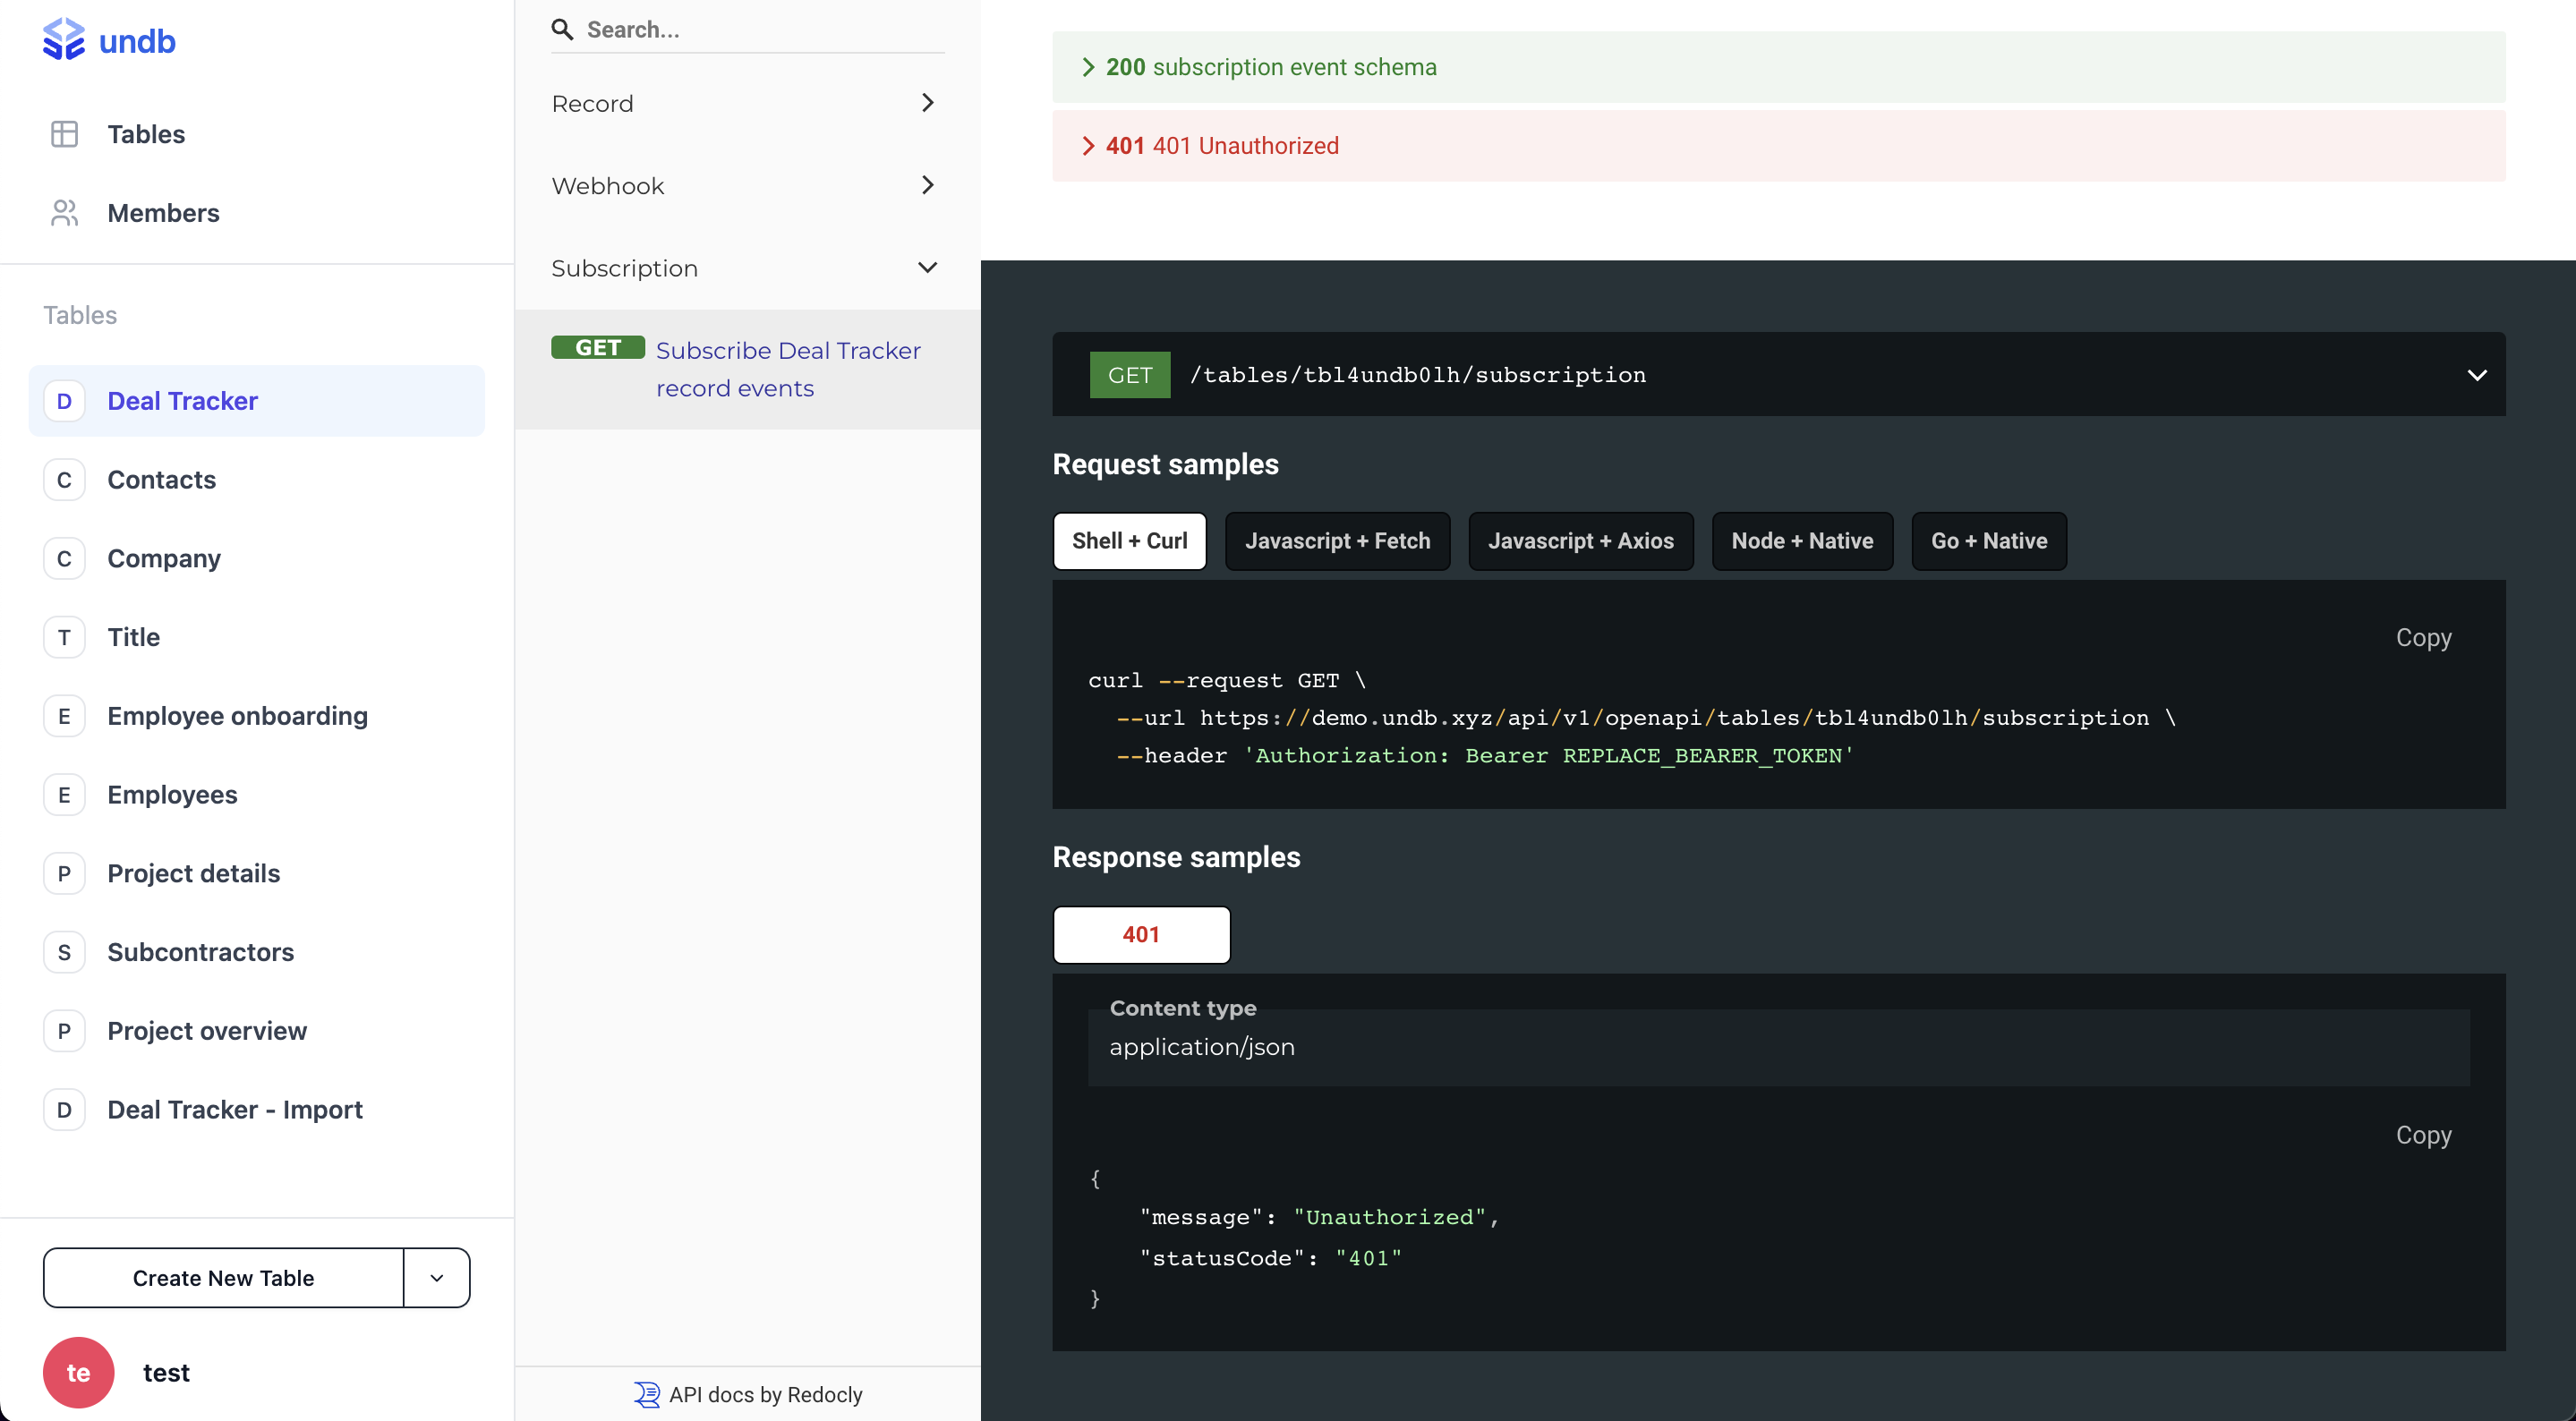 undb
Tables
Members
Tables
D Deal Tracker
C Contacts
C Company
T Title
E Employee onboarding
E Employees
P Project details
S Subcontractors
P Project overview
D Deal Tracker - Import
Create New Table
te test
Search...
Record
Webhook
Subscription
GET Subscribe Deal Tracker
record events
API docs by Redocly
200 subscription event schema
401 401 Unauthorized
GET /tables/tbl4undb0lh/subscription
Request samples
Shell + Curl Javascript + Fetch Javascript + Axios Node + Native Go + Native
Copy
curl --request GET \
--url https://demo.undb.xyz/api/v1/openapi/tables/tbl4undb0lh/subscription \
--header 'Authorization: Bearer REPLACE_BEARER_TOKEN'
Response samples
401
Content type
application/json
Copy
{
"message": "Unauthorized",
"statusCode": "401"
}